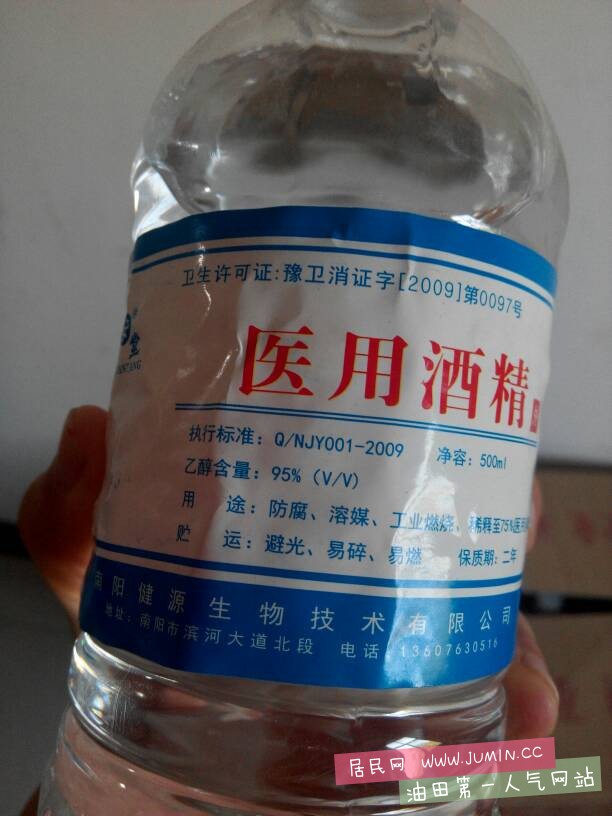 卫生许可证:豫卫消证字[2009]第0097号
堂
医用酒精
执行标准: Q/NJY001-2009 净容: 500ml
乙醇含量: 95% (V/V)
用 途: 防腐、溶媒、工业燃烧、稀释至75%医用
贮 运: 避光、易碎、易燃 保质期: 二年
南阳健源生物技术有限公司
地址: 南阳市滨河大道北段 电话: 13607630516
居民网 WWW.JUMIN.CC
油田第一人气网站